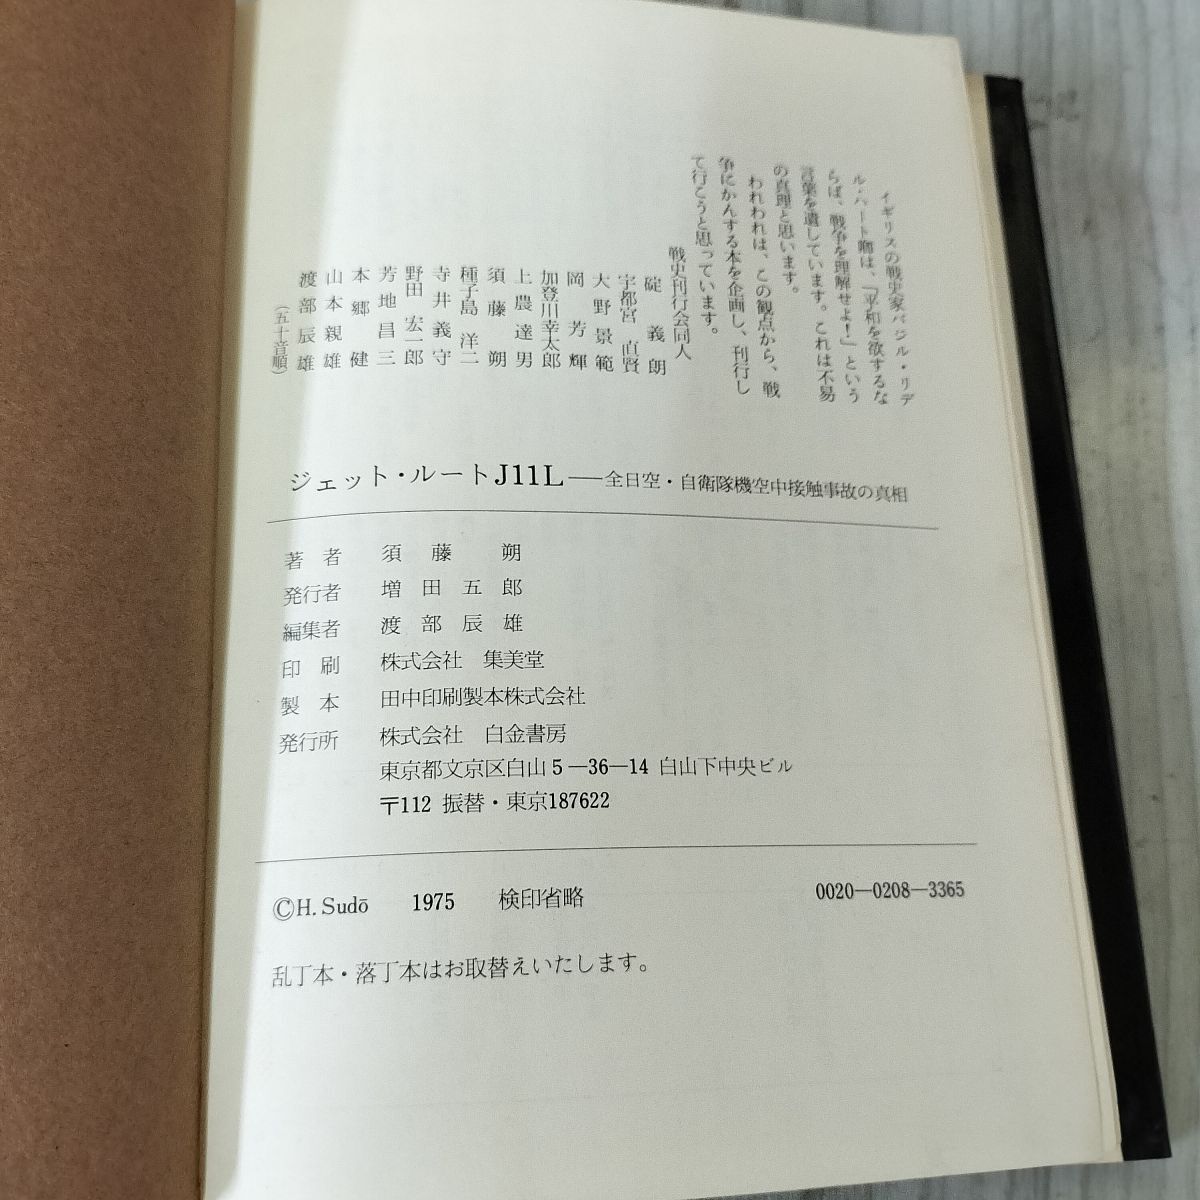 イギリスの戦史家バジル・リデ
ル・ハート卿は、「平和を欲するな
らば、戦争を理解せよ！」という
言葉を遺しています。これは不易
の真理と思います。
われわれは、この観点から、戦
争にかんする本を企画し、刊行し
て行こうと思っています。
戦史刊行会同人
碇義朗
宇都宮直賢
大野景範
岡芳輝
加登川幸太郎
上農達男
須藤朔
種子島洋二
寺井義守
野田宏一郎
芳地昌三
本郷健
山本親雄
渡部辰雄
（五十音順）
ジェット・ルートJ11L──全日空・自衛隊機空中接触事故の真相
著者 須藤 朔
発行者 増田五郎
編集者 渡部辰雄
印刷 株式会社 集美堂
製本 田中印刷製本株式会社
発行所 株式会社 白金書房
東京都文京区白山5―36―14 白山下中央ビル
〒112 振替・東京187622
©H. Sudō 1975 検印省略 0020―0208―3365
乱丁本・落丁本はお取替えいたします。